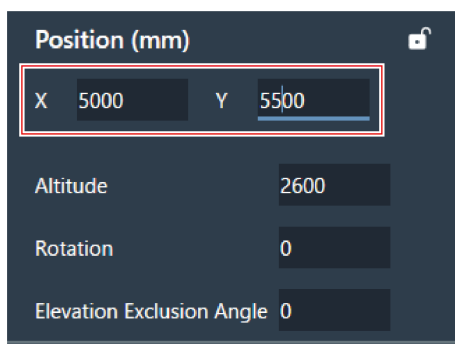 Position (mm)
X 5000 Y 5500
Altitude 2600
Rotation 0
Elevation Exclusion Angle 0